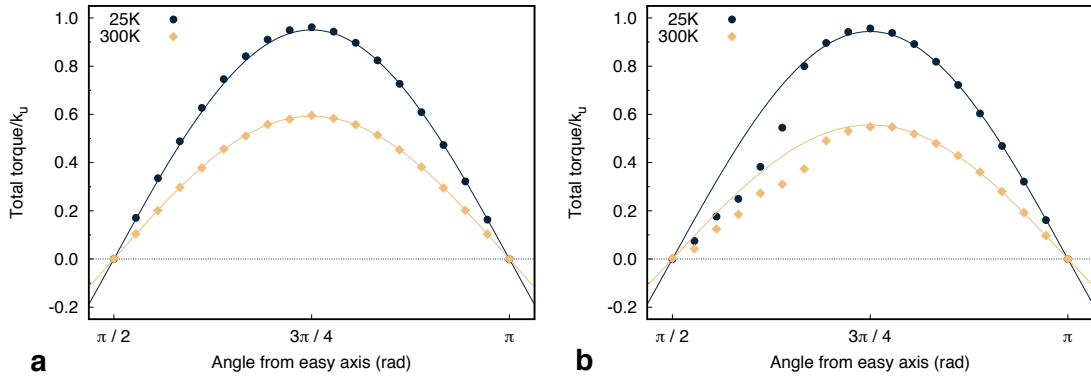 25K
300K
1.0
0.8
0.6
0.4
0.2
0.0
-0.2
Total torque/k_u
π / 2
3π / 4
π
Angle from easy axis (rad)
a
25K
300K
1.0
0.8
0.6
0.4
0.2
0.0
-0.2
Total torque/k_u
π / 2
3π / 4
π
Angle from easy axis (rad)
b